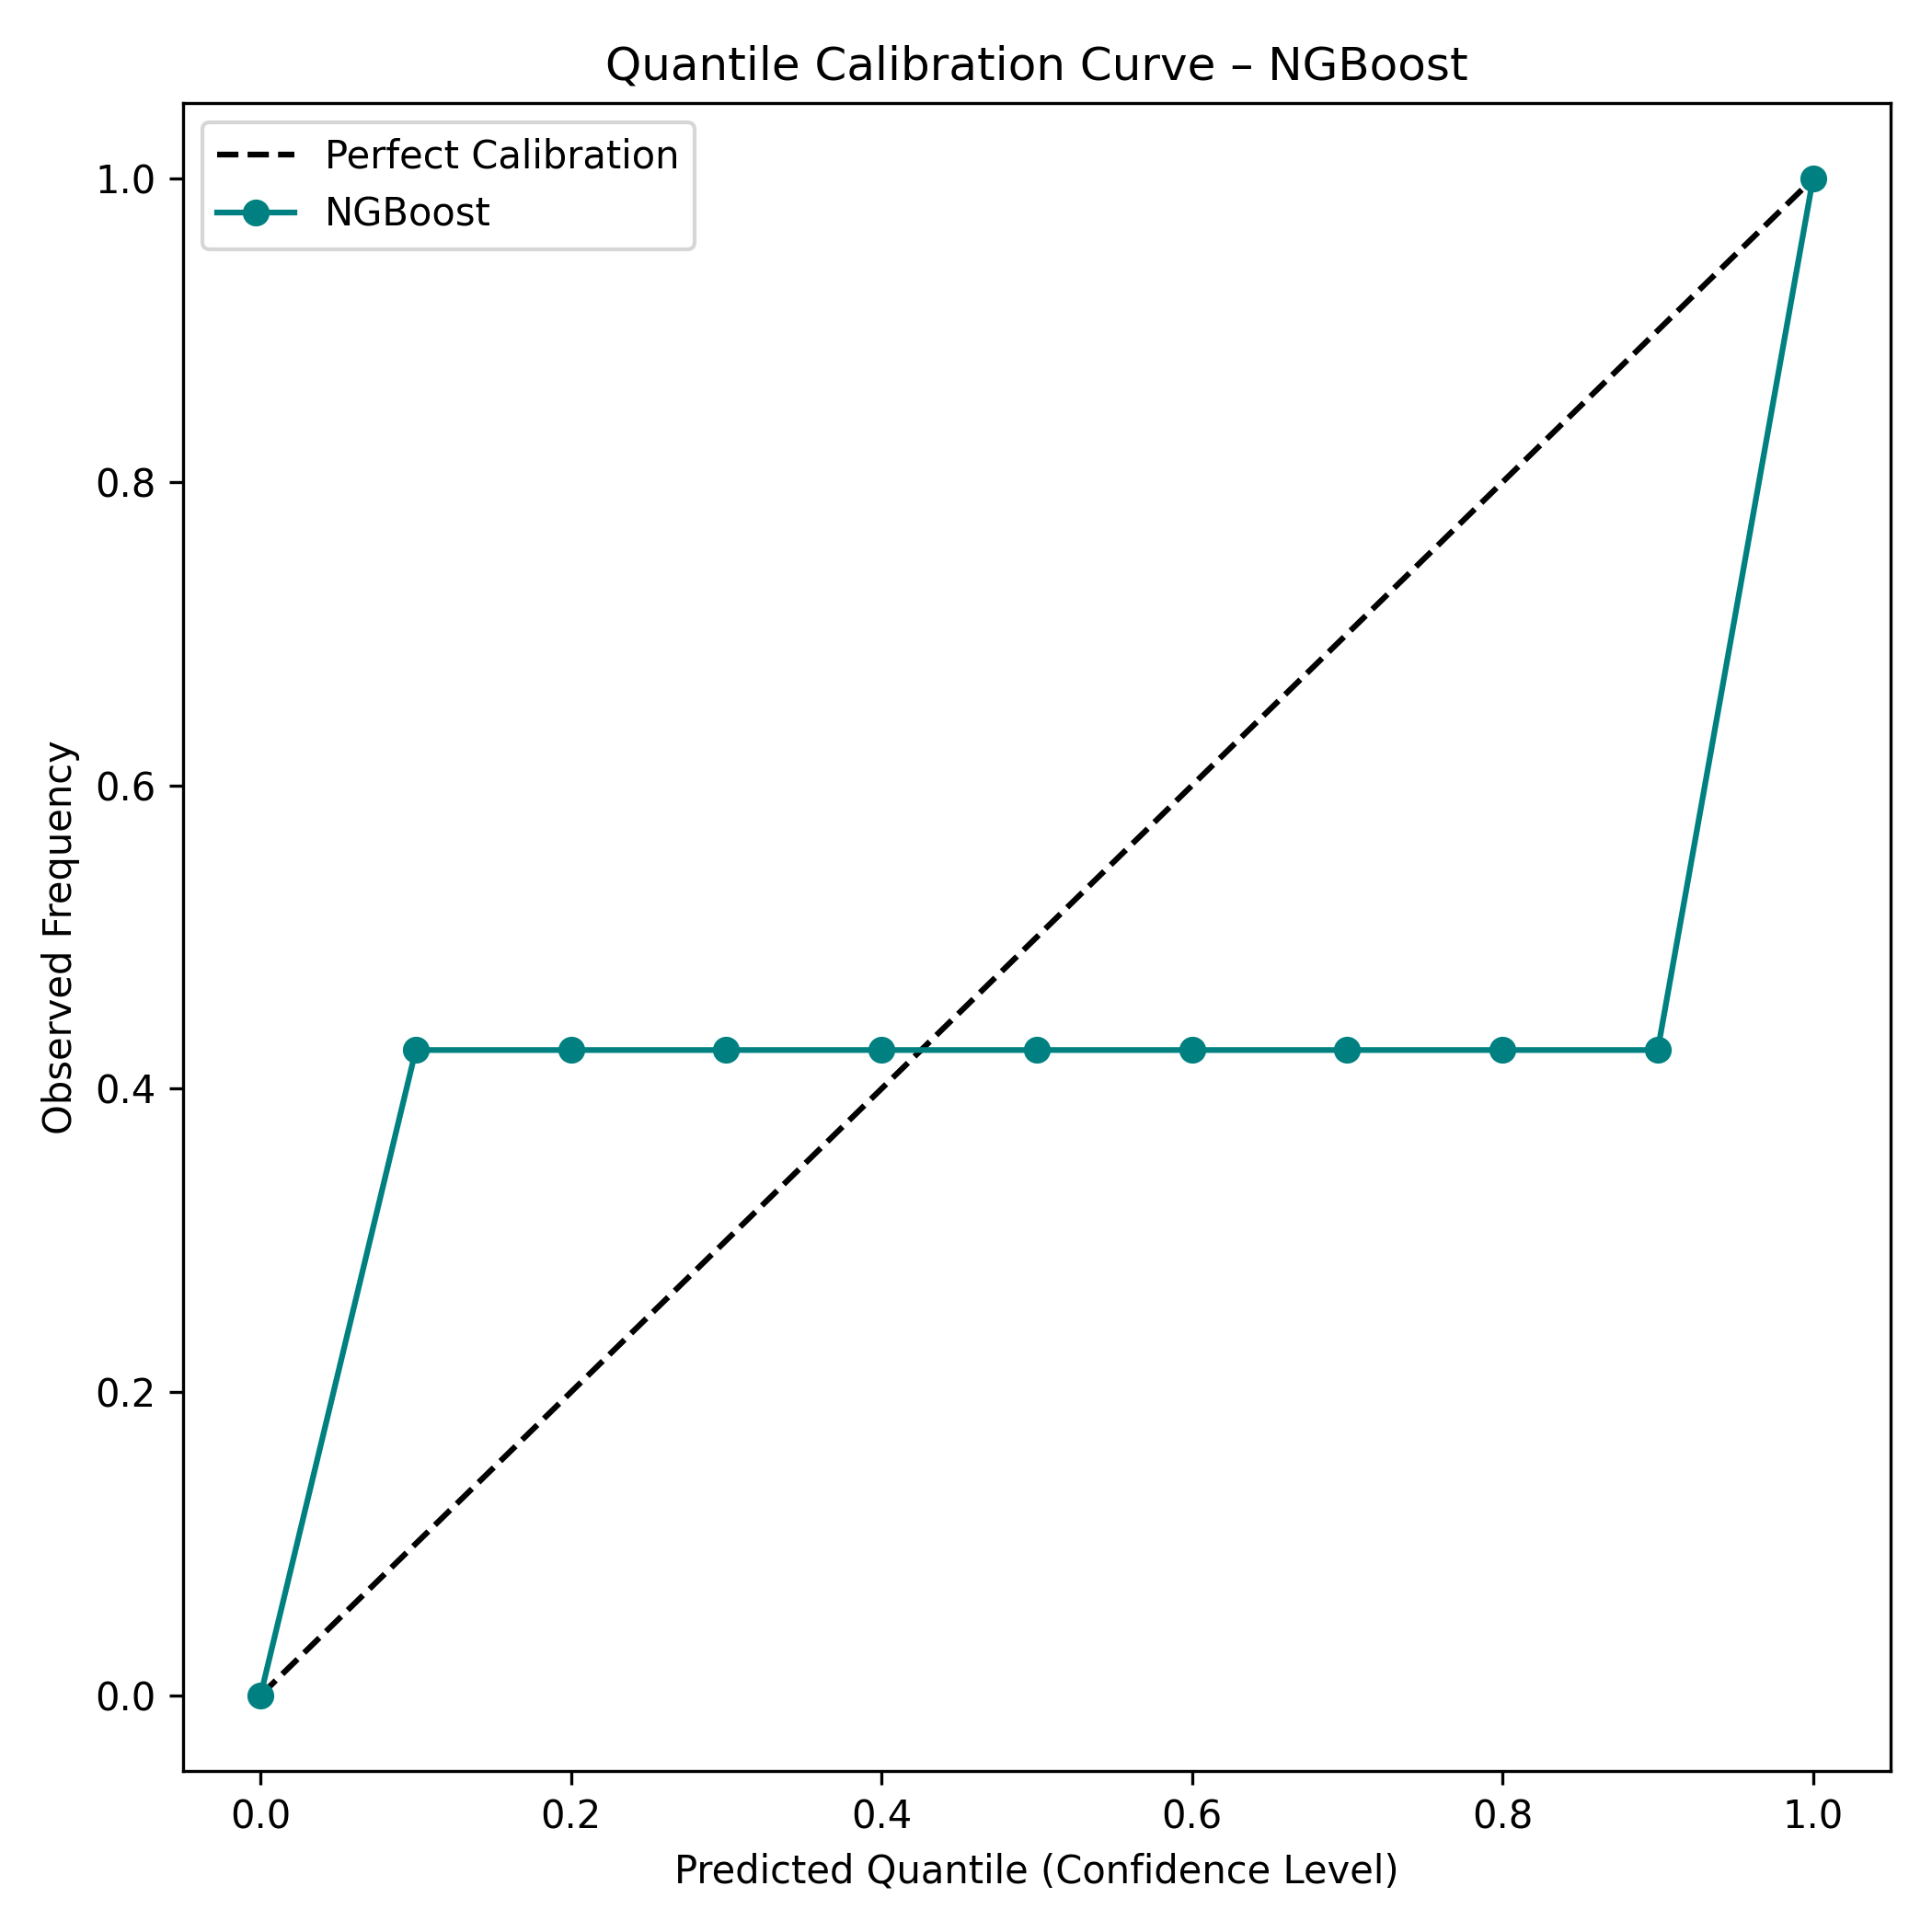 Quantile Calibration Curve – NGBoost
Perfect Calibration
NGBoost
1.0
0.8
0.6
0.4
0.2
0.0
Observed Frequency
0.0 0.2 0.4 0.6 0.8 1.0
Predicted Quantile (Confidence Level)